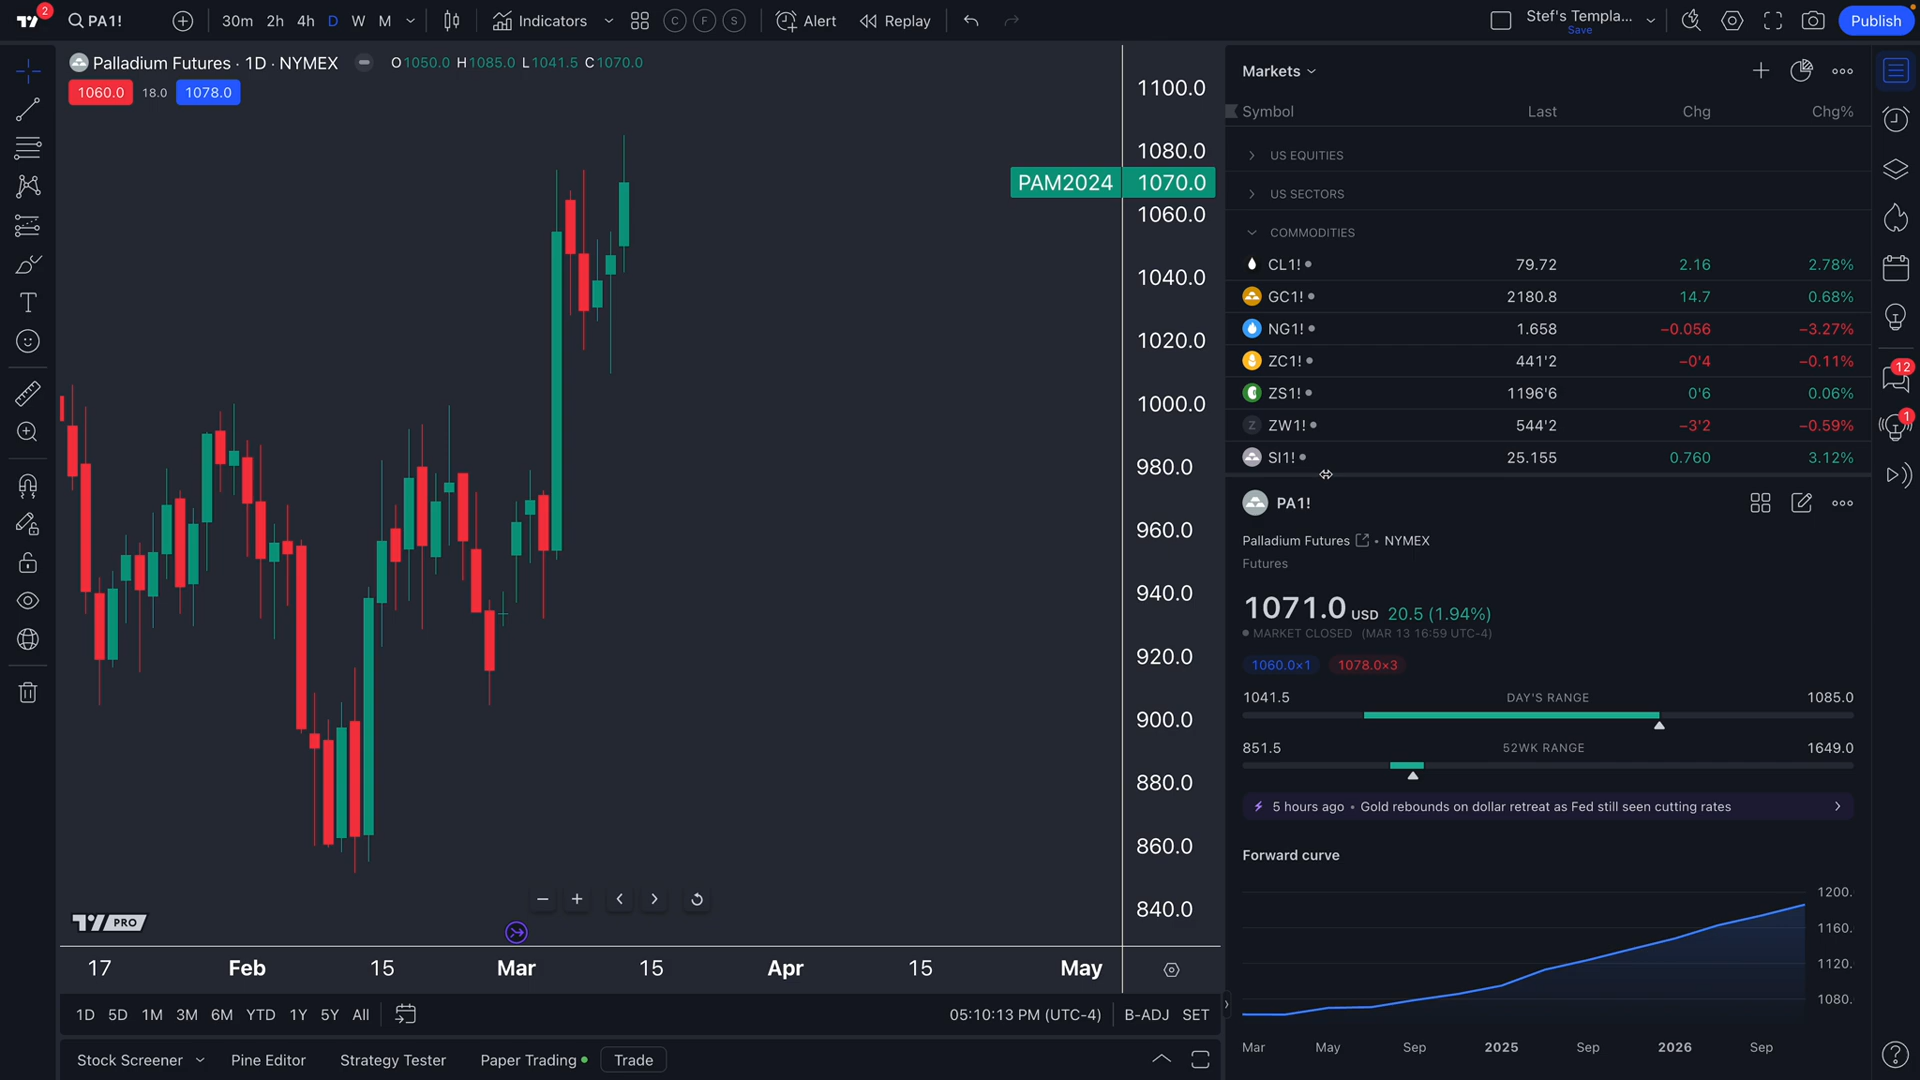 2
PA1!
30m 2h 4h D W M
Indicators
C F S
Alert
Replay
Stef's Templa...
Save
Publish
Palladium Futures · 1D · NYMEX
O1050.0 H1085.0 L1041.5 C1070.0
1060.0 18.0 1078.0
1100.0
1080.0
PAM2024 1070.0
1060.0
1040.0
1020.0
1000.0
980.0
960.0
940.0
920.0
900.0
880.0
860.0
840.0
PRO
17 Feb 15 Mar 15 Apr 15 May
1D 5D 1M 3M 6M YTD 1Y 5Y All
05:10:13 PM (UTC-4) B-ADJ SET
Stock Screener Pine Editor Strategy Tester Paper Trading Trade
Markets
Symbol Last Chg Chg%
US EQUITIES
US SECTORS
COMMODITIES
CL1! 79.72 2.16 2.78%
GC1! 2180.8 14.7 0.68%
NG1! 1.658 −0.056 −3.27%
ZC1! 441'2 −0'4 −0.11%
ZS1! 1196'6 0'6 0.06%
Z ZW1! 544'2 −3'2 −0.59%
SI1! 25.155 0.760 3.12%
PA1!
Palladium Futures • NYMEX
Futures
1071.0 USD 20.5 (1.94%)
MARKET CLOSED (MAR 13 16:59 UTC-4)
1060.0×1 1078.0×3
1041.5 DAY'S RANGE 1085.0
851.5 52WK RANGE 1649.0
5 hours ago • Gold rebounds on dollar retreat as Fed still seen cutting rates
Forward curve
1200.
1160.
1120.
1080.
Mar May Sep 2025 Sep 2026 Sep
12
1